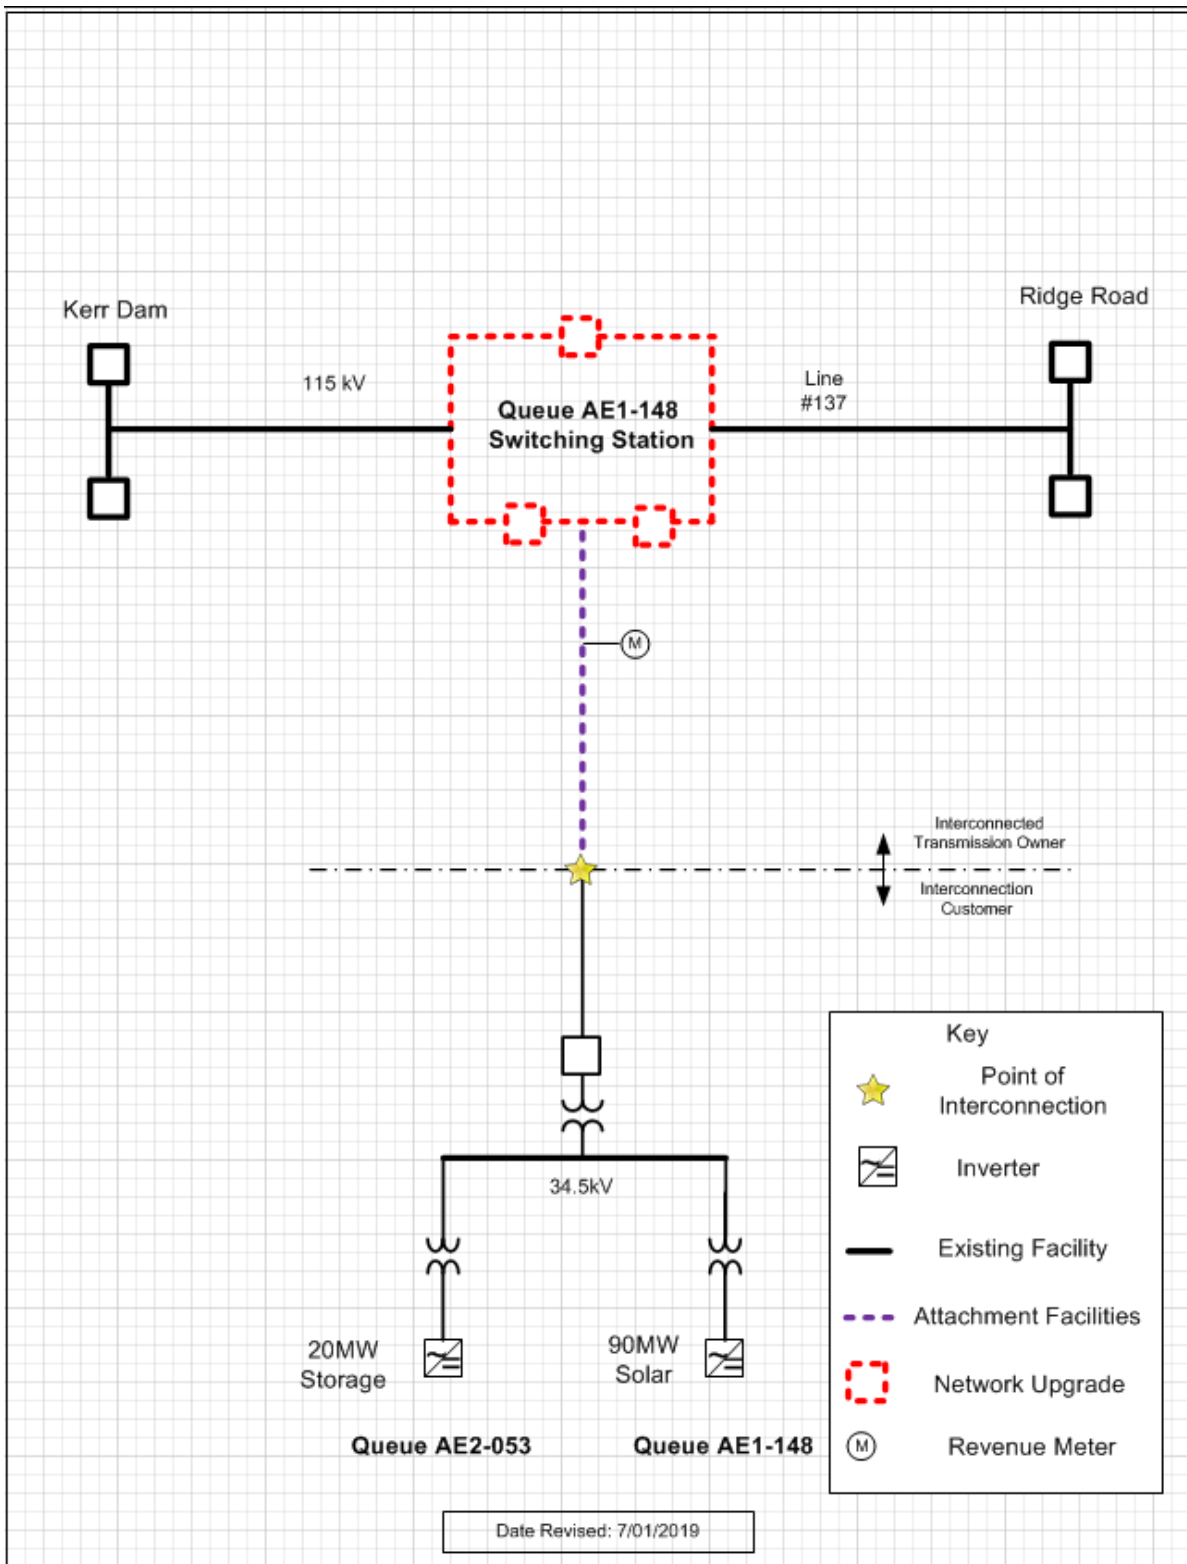 Kerr Dam
Ridge Road
115 kV
Line
#137
Queue AE1-148
Switching Station
M
Interconnected
Transmission Owner
Interconnection
Customer
34.5kV
20MW
Storage
90MW
Solar
Queue AE2-053
Queue AE1-148
Key
Point of
Interconnection
Inverter
Existing Facility
Attachment Facilities
Network Upgrade
M
Revenue Meter
Date Revised: 7/01/2019